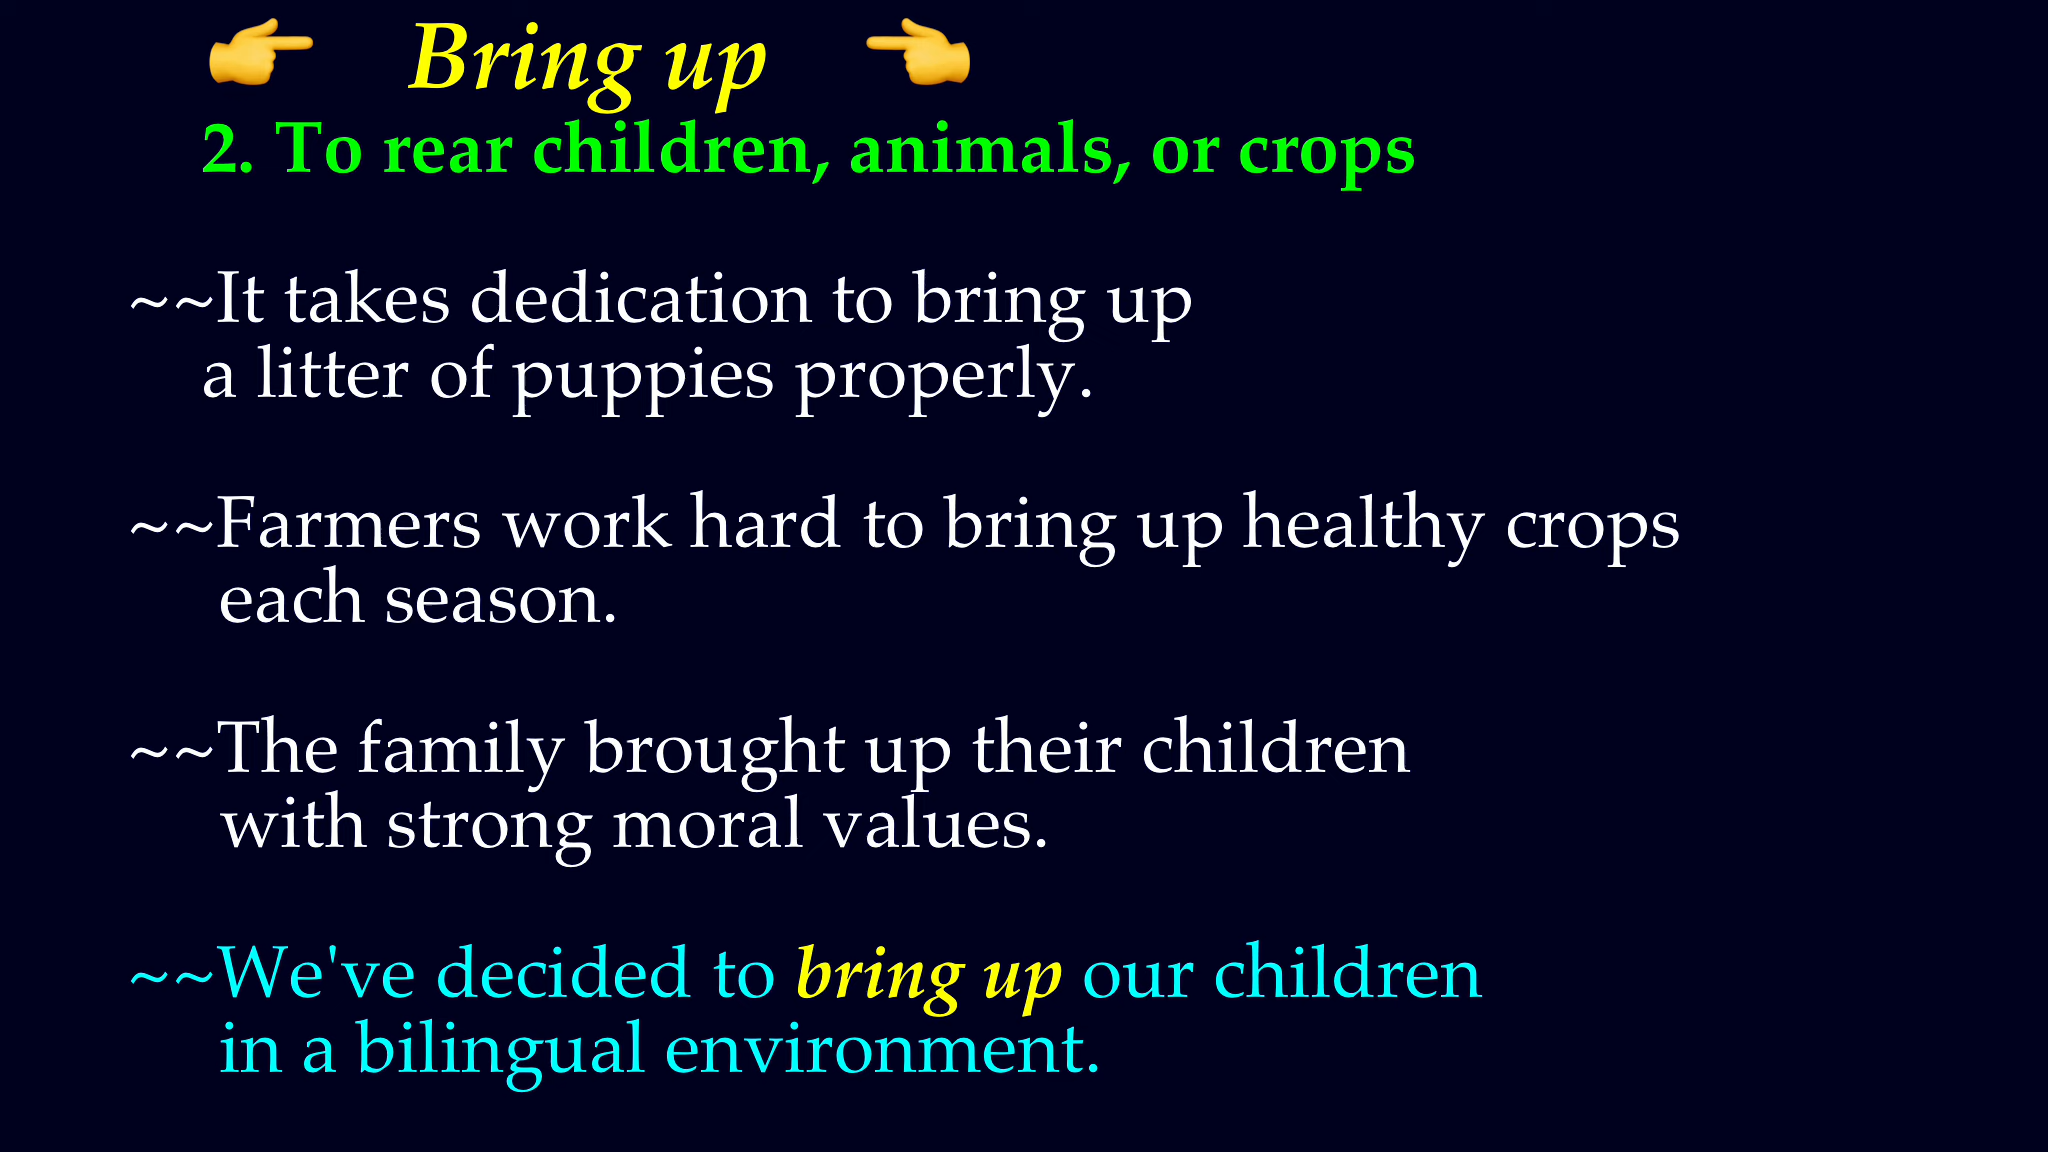 👉 Bring up 👈
2. To rear children, animals, or crops
~~It takes dedication to bring up
a litter of puppies properly.
~~Farmers work hard to bring up healthy crops
each season.
~~The family brought up their children
with strong moral values.
~~We've decided to bring up our children
in a bilingual environment.